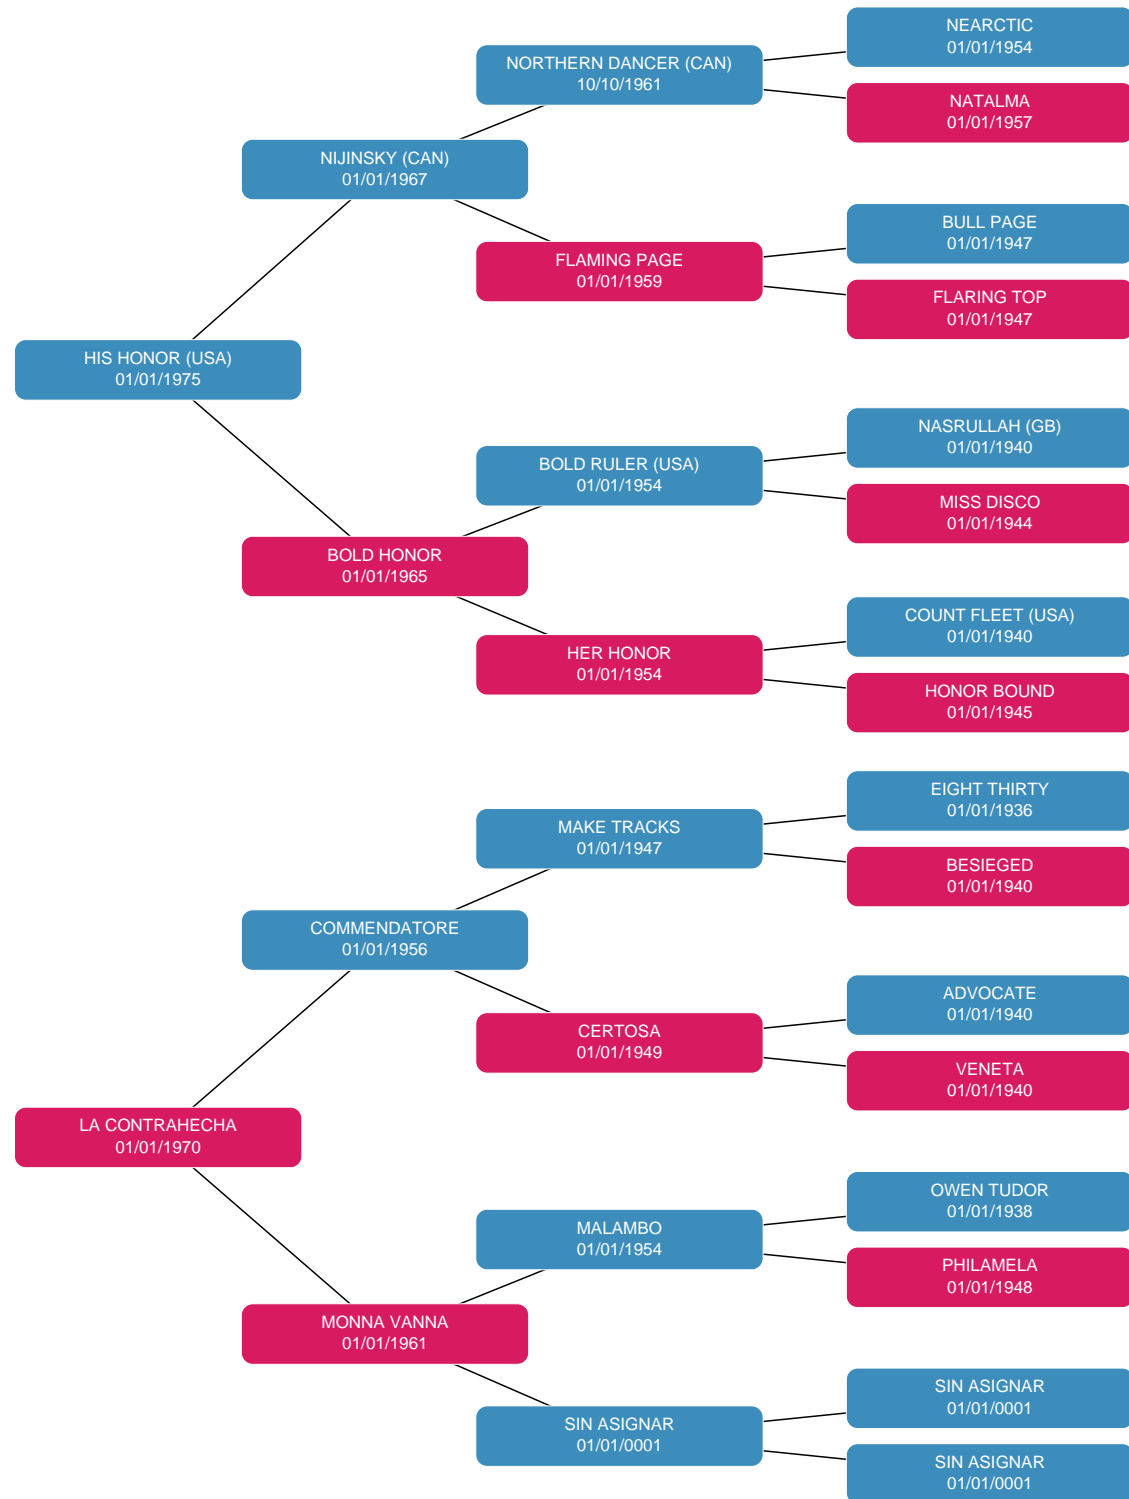 NEARCTIC
01/01/1954
NORTHERN DANCER (CAN)
10/10/1961
NATALMA
01/01/1957
NIJINSKY (CAN)
01/01/1967
BULL PAGE
01/01/1947
FLAMING PAGE
01/01/1959
FLARING TOP
01/01/1947
HIS HONOR (USA)
01/01/1975
NASRULLAH (GB)
01/01/1940
BOLD RULER (USA)
01/01/1954
MISS DISCO
01/01/1944
BOLD HONOR
01/01/1965
COUNT FLEET (USA)
01/01/1940
HER HONOR
01/01/1954
HONOR BOUND
01/01/1945
EIGHT THIRTY
01/01/1936
MAKE TRACKS
01/01/1947
BESIEGED
01/01/1940
COMMENDATORE
01/01/1956
ADVOCATE
01/01/1940
CERTOSA
01/01/1949
VENETA
01/01/1940
LA CONTRAHECHA
01/01/1970
OWEN TUDOR
01/01/1938
MALAMBO
01/01/1954
PHILAMELA
01/01/1948
MONNA VANNA
01/01/1961
SIN ASIGNAR
01/01/0001
SIN ASIGNAR
01/01/0001
SIN ASIGNAR
01/01/0001